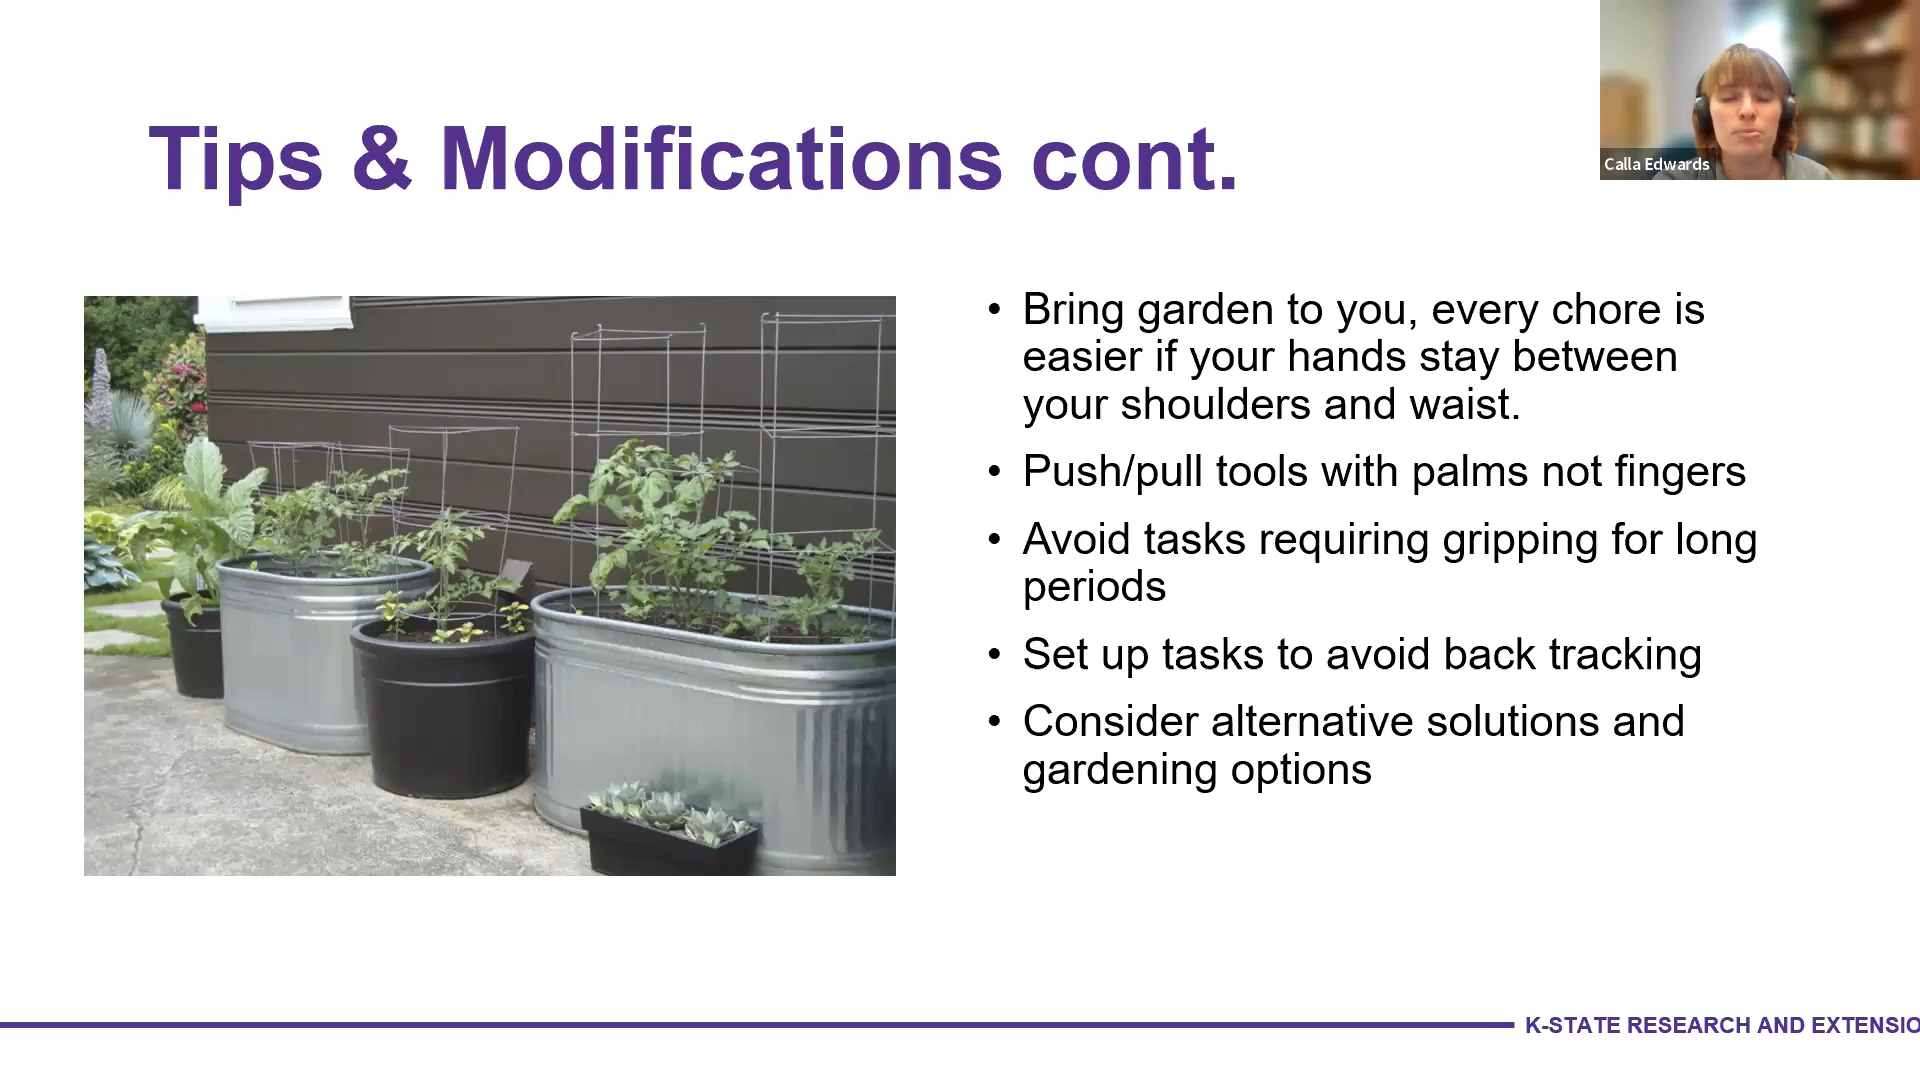 Calla Edwards
Tips & Modifications cont.
• Bring garden to you, every chore is
easier if your hands stay between
your shoulders and waist.
• Push/pull tools with palms not fingers
• Avoid tasks requiring gripping for long
periods
• Set up tasks to avoid back tracking
• Consider alternative solutions and
gardening options
K-STATE RESEARCH AND EXTENSIO